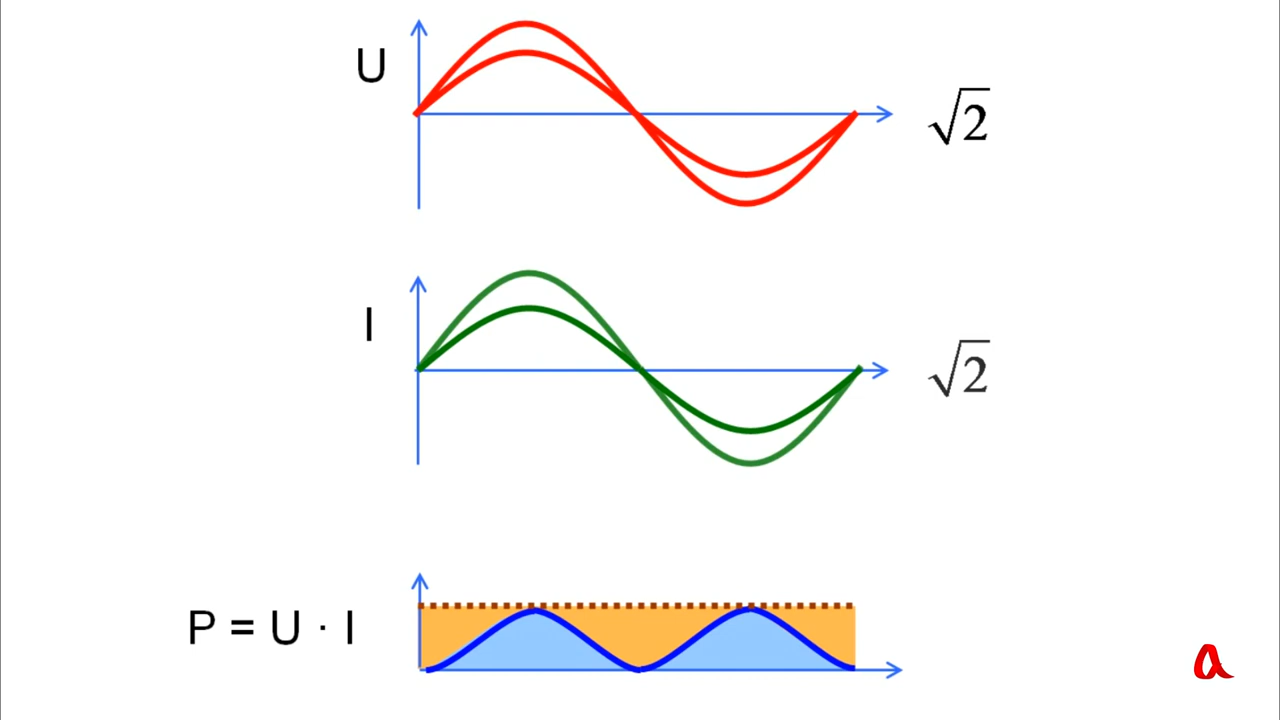 U
√2
I
√2
P = U · I
a